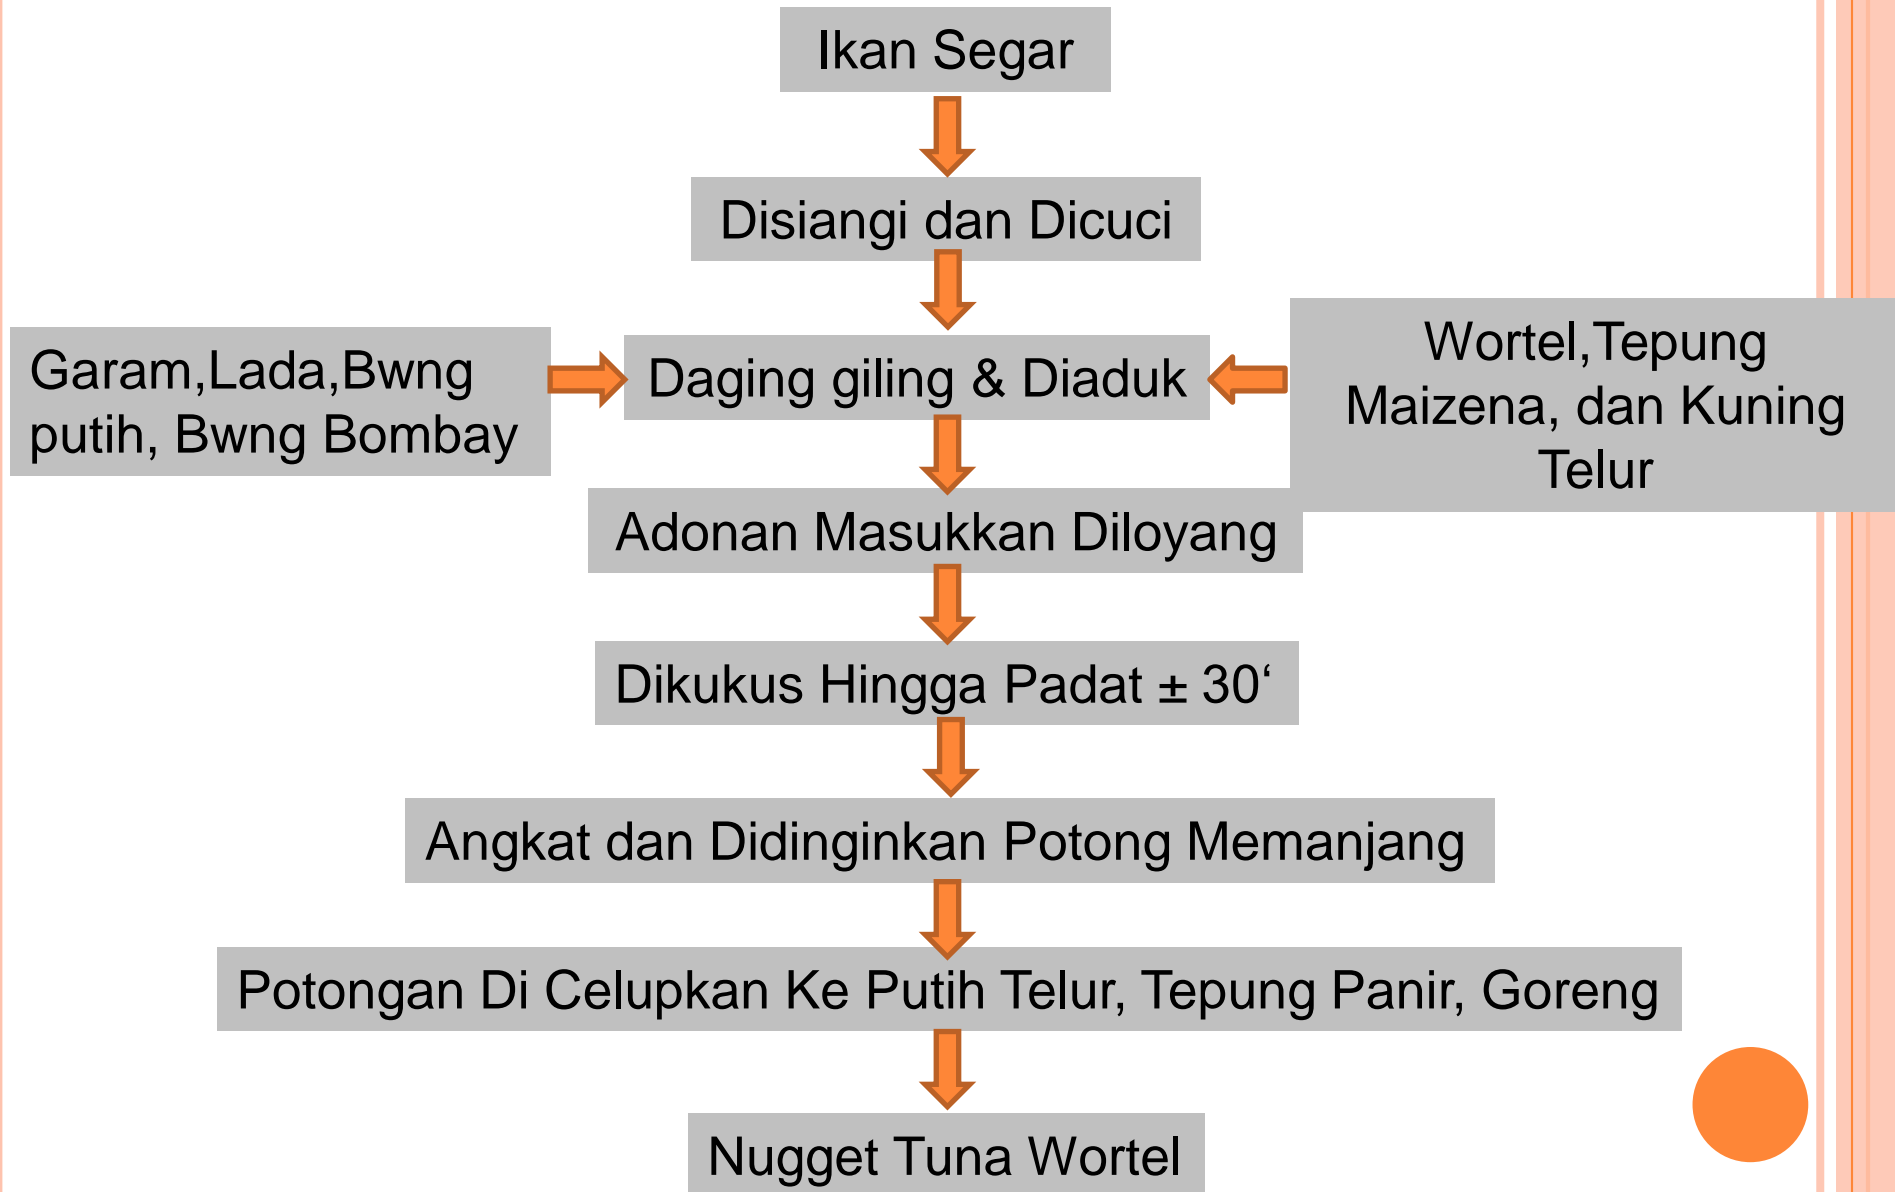 Ikan Segar
Disiangi dan Dicuci
Garam,Lada,Bwng
putih, Bwng Bombay
Daging giling & Diaduk
Wortel,Tepung
Maizena, dan Kuning
Telur
Adonan Masukkan Diloyang
Dikukus Hingga Padat ± 30‘
Angkat dan Didinginkan Potong Memanjang
Potongan Di Celupkan Ke Putih Telur, Tepung Panir, Goreng
Nugget Tuna Wortel